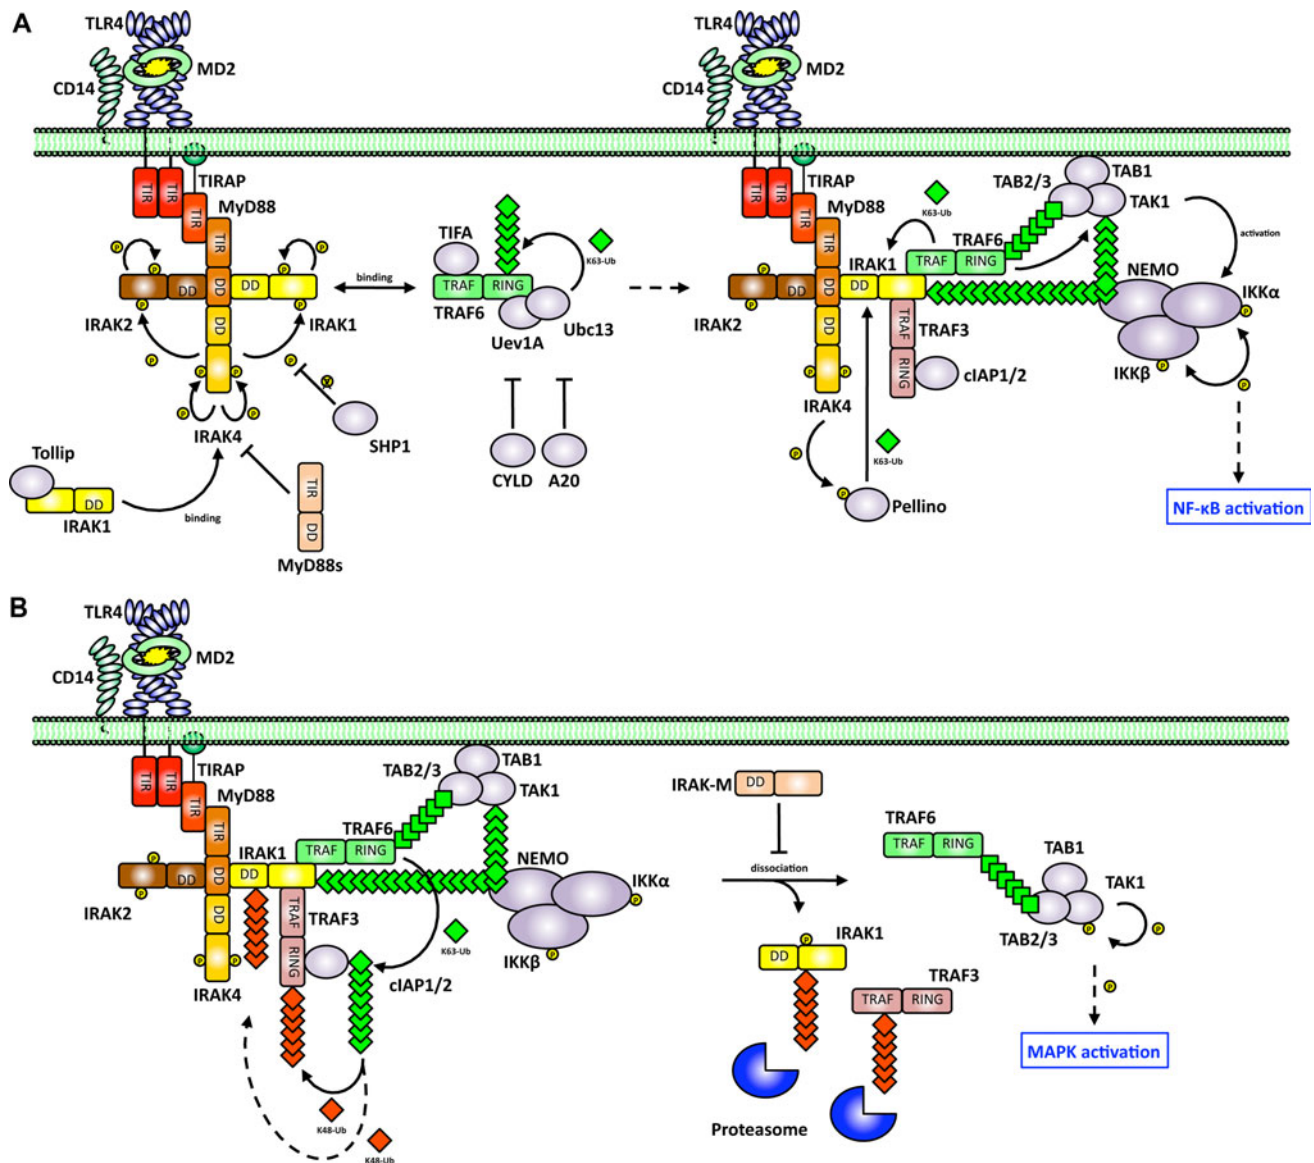 A
TLR4
MD2
CD14
TIR
TIR
TIRAP
TIR
MyD88
TIR
P
P
P
P
DD
DD
DD
P
P
IRAK2
IRAK1
DD
P
P
P
P
P
P
IRAK4
SHP1
Tollip
DD
IRAK1
binding
TIR
DD
MyD88s
binding
TIFA
TRAF
RING
TRAF6
K63-Ub
Uev1A
Ubc13
CYLD
A20
TLR4
MD2
CD14
TIR
TIR
TIRAP
TIR
MyD88
TIR
P
DD
DD
DD
P
IRAK2
IRAK1
DD
P
P
IRAK4
K63-Ub
TRAF6
TRAF
RING
TAB2/3
TAB1
TAK1
activation
NEMO
IKKα
P
IKKβ
P
P
TRAF
TRAF3
RING
cIAP1/2
P
K63-Ub
P
Pellino
NF-κB activation
B
TLR4
MD2
CD14
TIR
TIR
TIRAP
TIR
MyD88
TIR
P
DD
DD
DD
P
IRAK2
IRAK1
DD
P
P
IRAK4
TRAF6
TRAF
RING
TAB2/3
TAB1
TAK1
NEMO
IKKα
P
IKKβ
P
TRAF
TRAF3
RING
K63-Ub
cIAP1/2
K48-Ub
K48-Ub
IRAK-M
DD
dissociation
P
IRAK1
DD
TRAF3
TRAF
RING
Proteasome
TRAF6
TRAF
RING
TAB1
TAK1
TAB2/3
P
P
P
MAPK activation